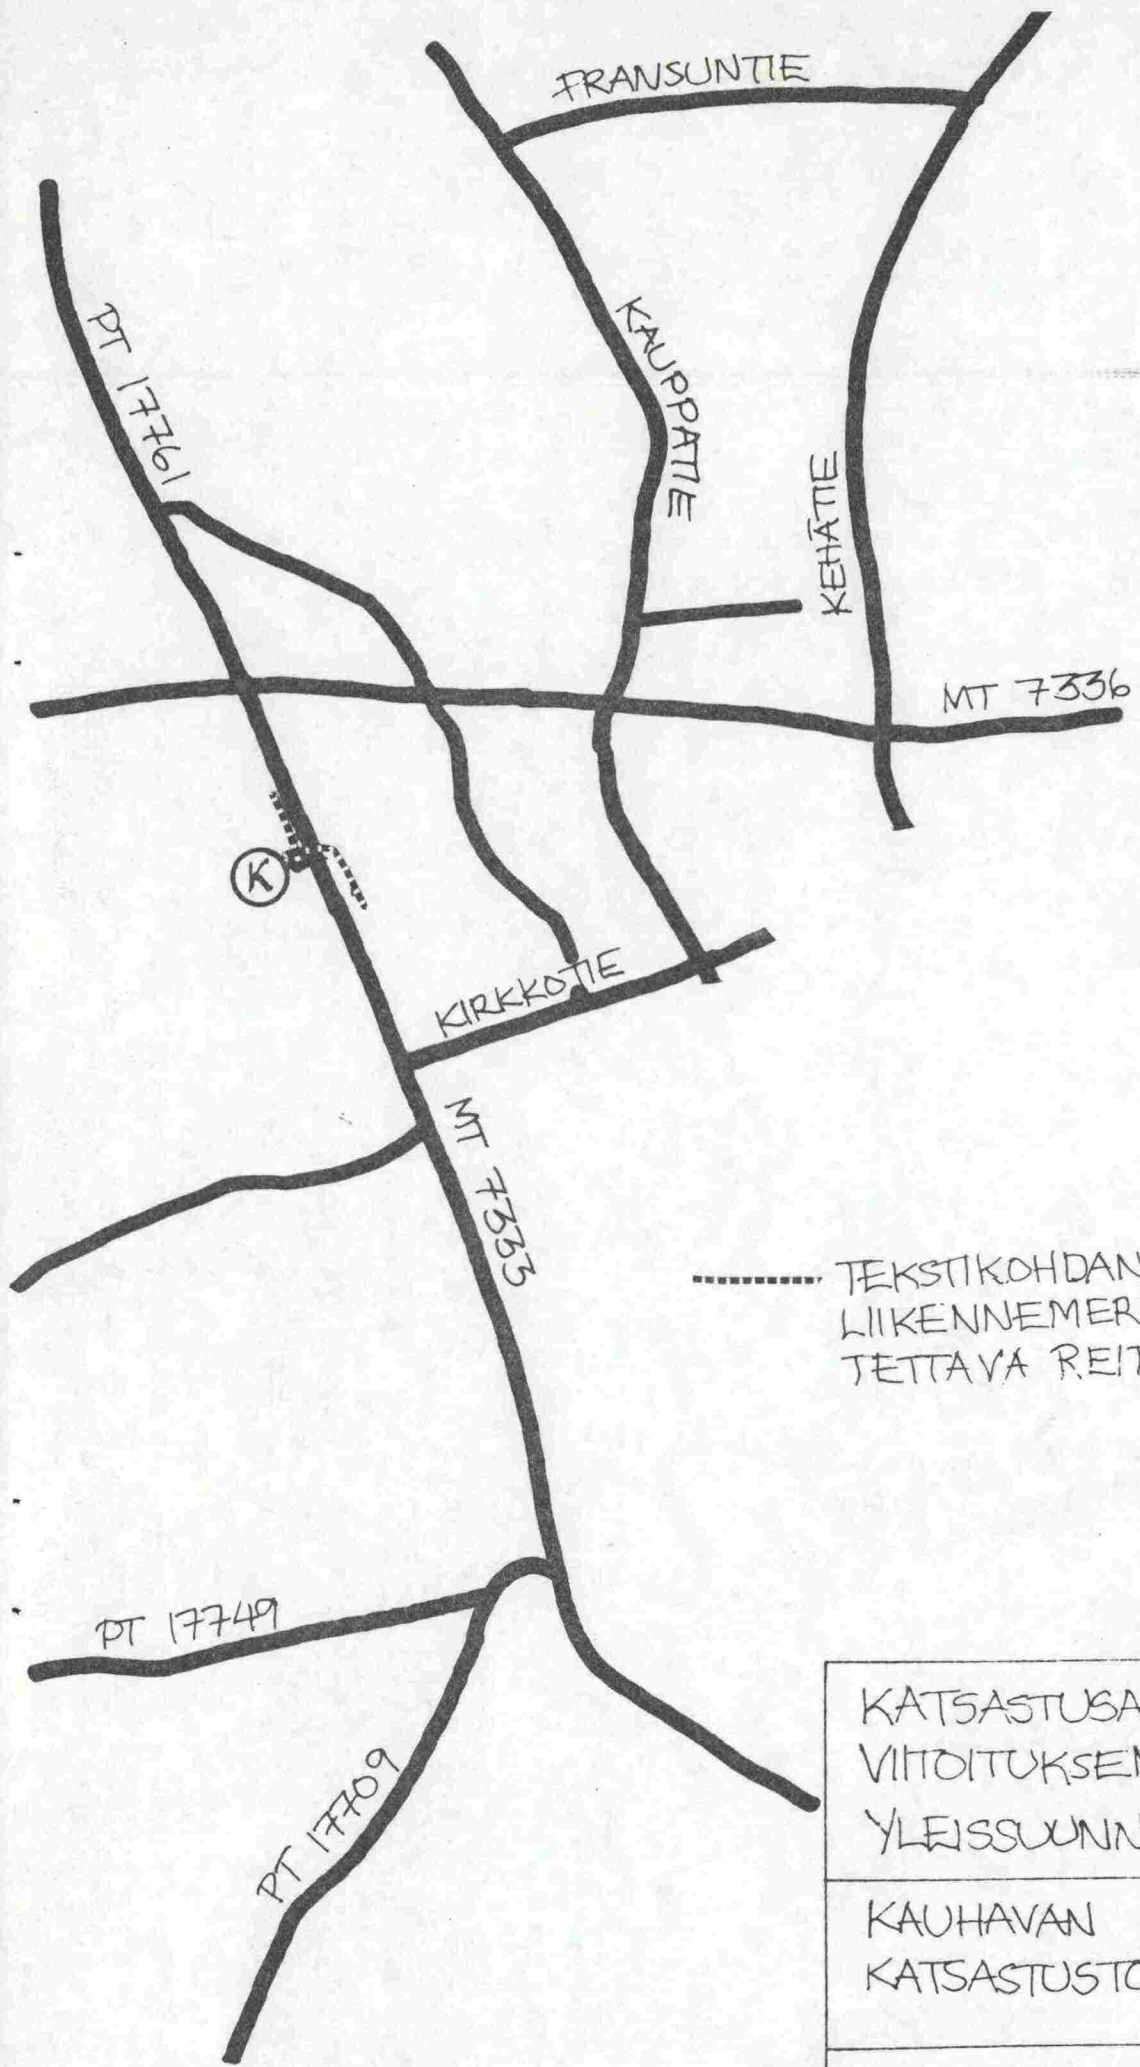 FRANSUNTIE
PT 17761
KAUPPATIE
KEHÄTIE
MT 7336
K
KIRKKOTIE
MT 7333
TEKSTIKOHDAN
LIIKENNEMER
TETTAVA REIT
PT 17749
PT 17709
KATSASTUSA
VIITOITUKSEN
YLEISSUUNN
KAUHAVAN
KATSASTUSTO